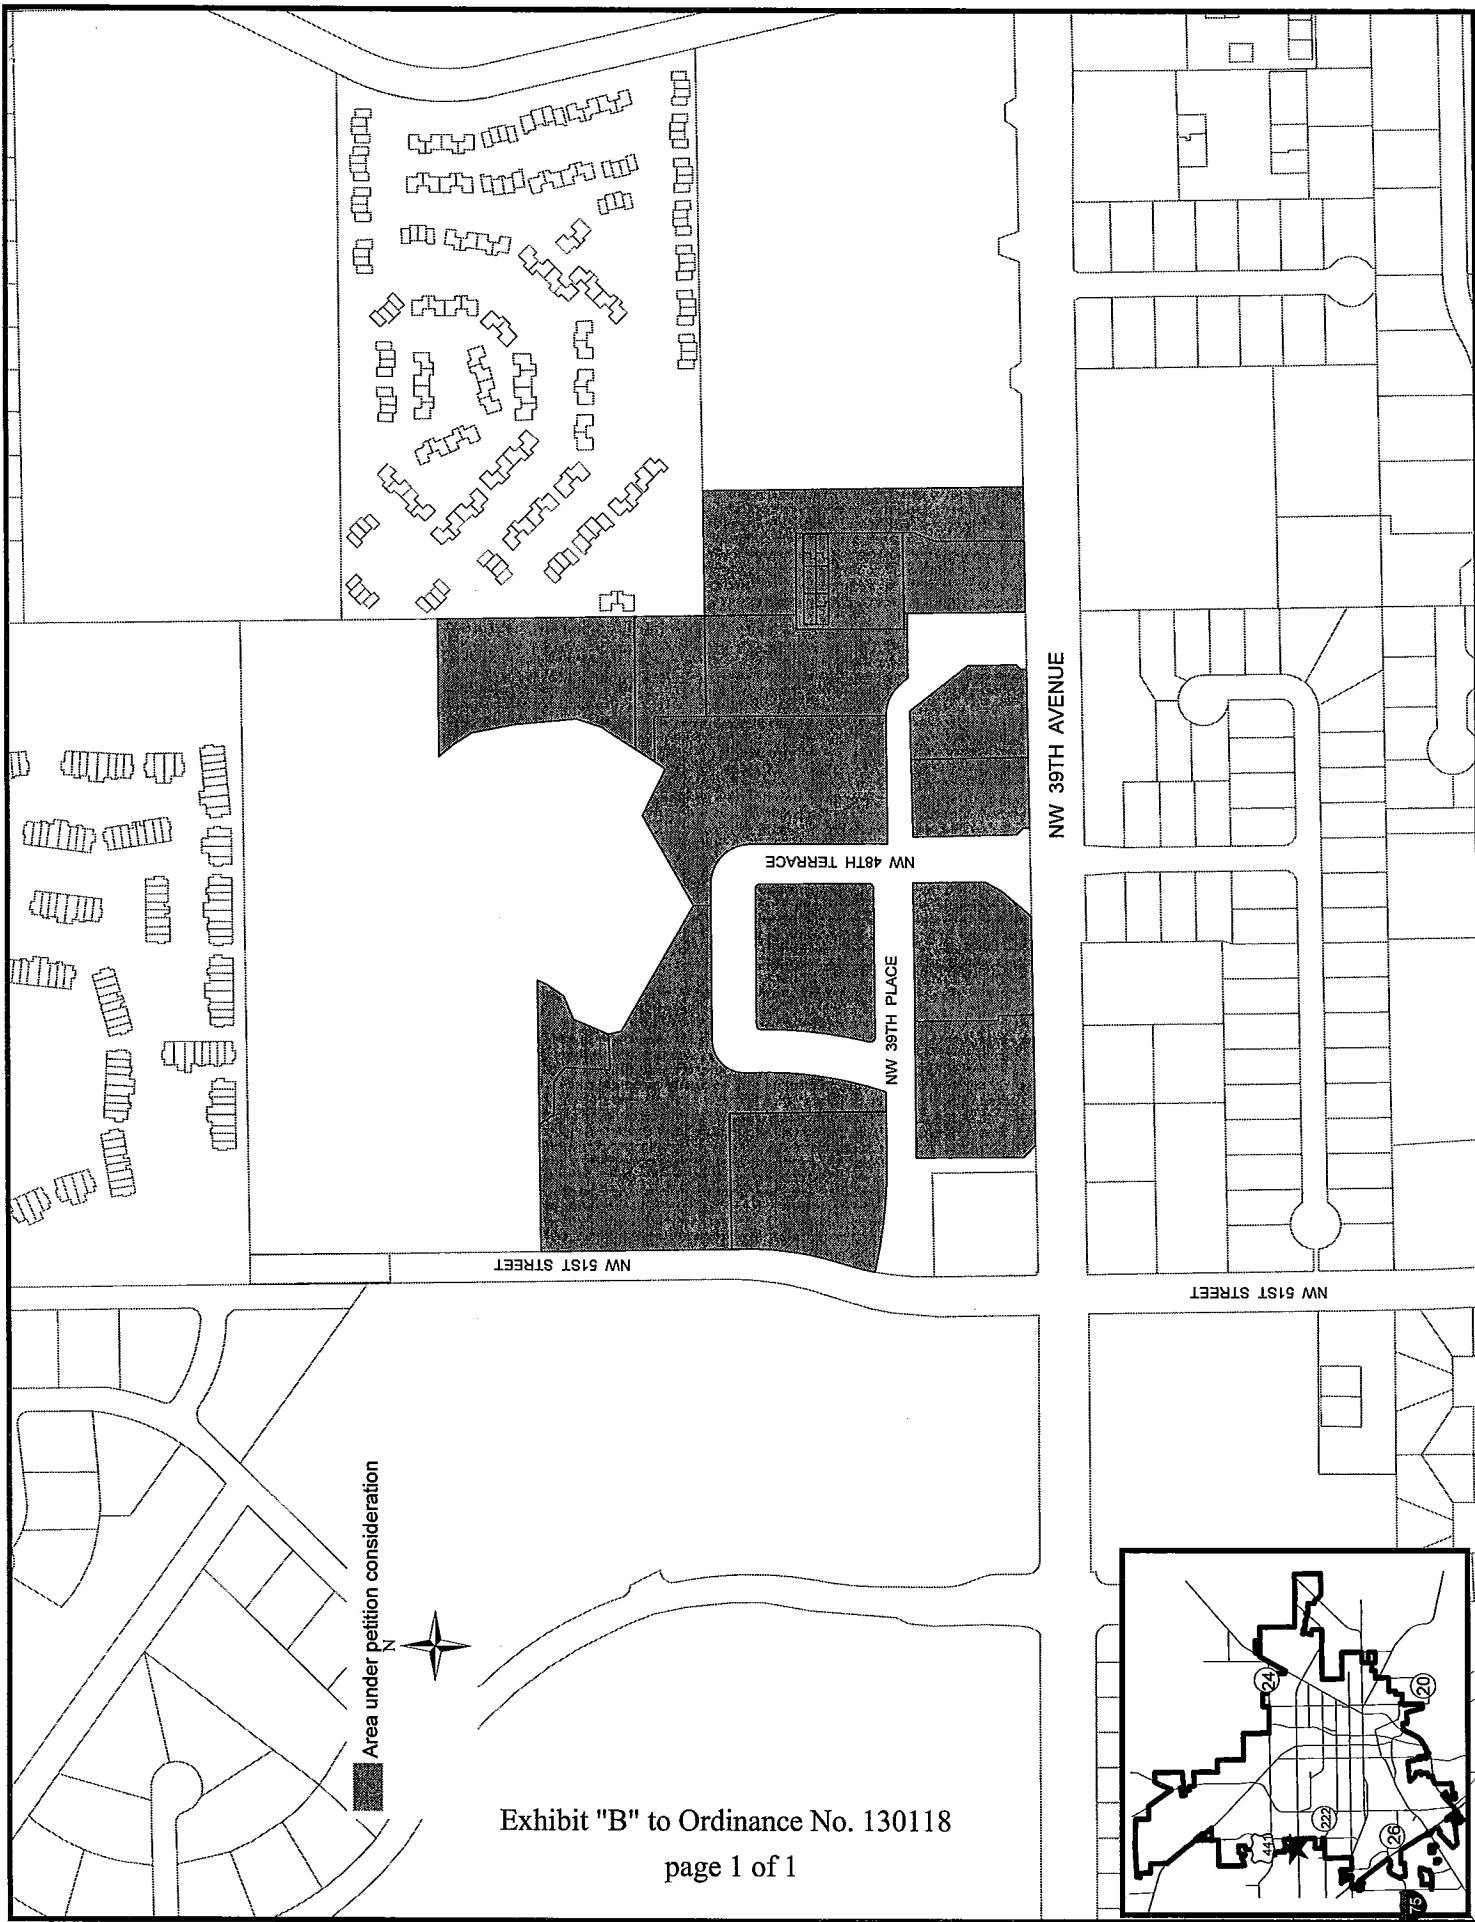 NW 39TH AVENUE
NW 48TH TERRACE
NW 39TH PLACE
NW 51ST STREET
NW 51ST STREET
Area under petition consideration
N
Exhibit "B" to Ordinance No. 130118
page 1 of 1
24
20
222
441
26
75